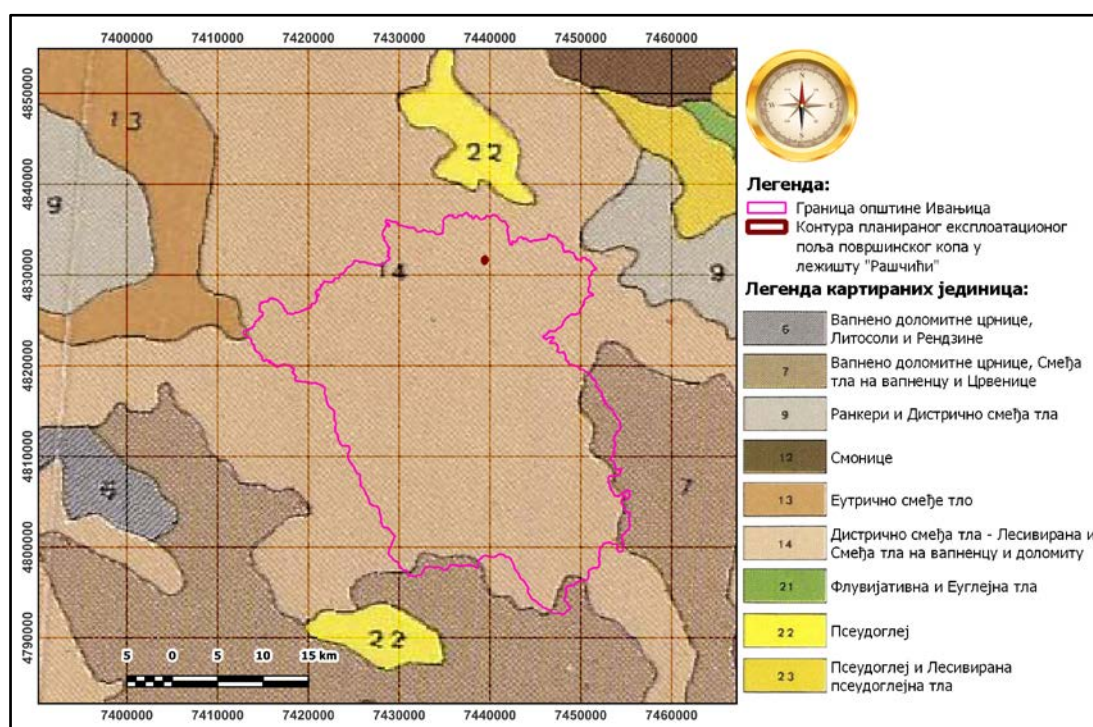 7400000 7410000 7420000 7430000 7440000 7450000 7460000
4850000
4840000
4830000
4820000
4810000
4800000
4790000
13
22
9
14
9
7
22
5 0 5 10 15 km
7400000 7410000 7420000 7430000 7440000 7450000 7460000
N
W E
S
Легенда:
Граница општине Ивањица
Контура планираног експлоатационог
поља површинског копа у
лежишту "Рашчићи"
Легенда картираних јединица:
6 Вапнено доломитне црнице,
Литосоли и Рендзине
7 Вапнено доломитне црнице, Смеђа
тла на вапненцу и Црвенице
9 Ранкери и Дистрично смеђа тла
12 Смонице
13 Еутрично смеђе тло
14 Дистрично смеђа тла - Лесивирана и
Смеђа тла на вапненцу и доломиту
21 Флувијативна и Еуглејна тла
22 Псеудоглеј
23 Псеудоглеј и Лесивирана
псеудоглејна тла